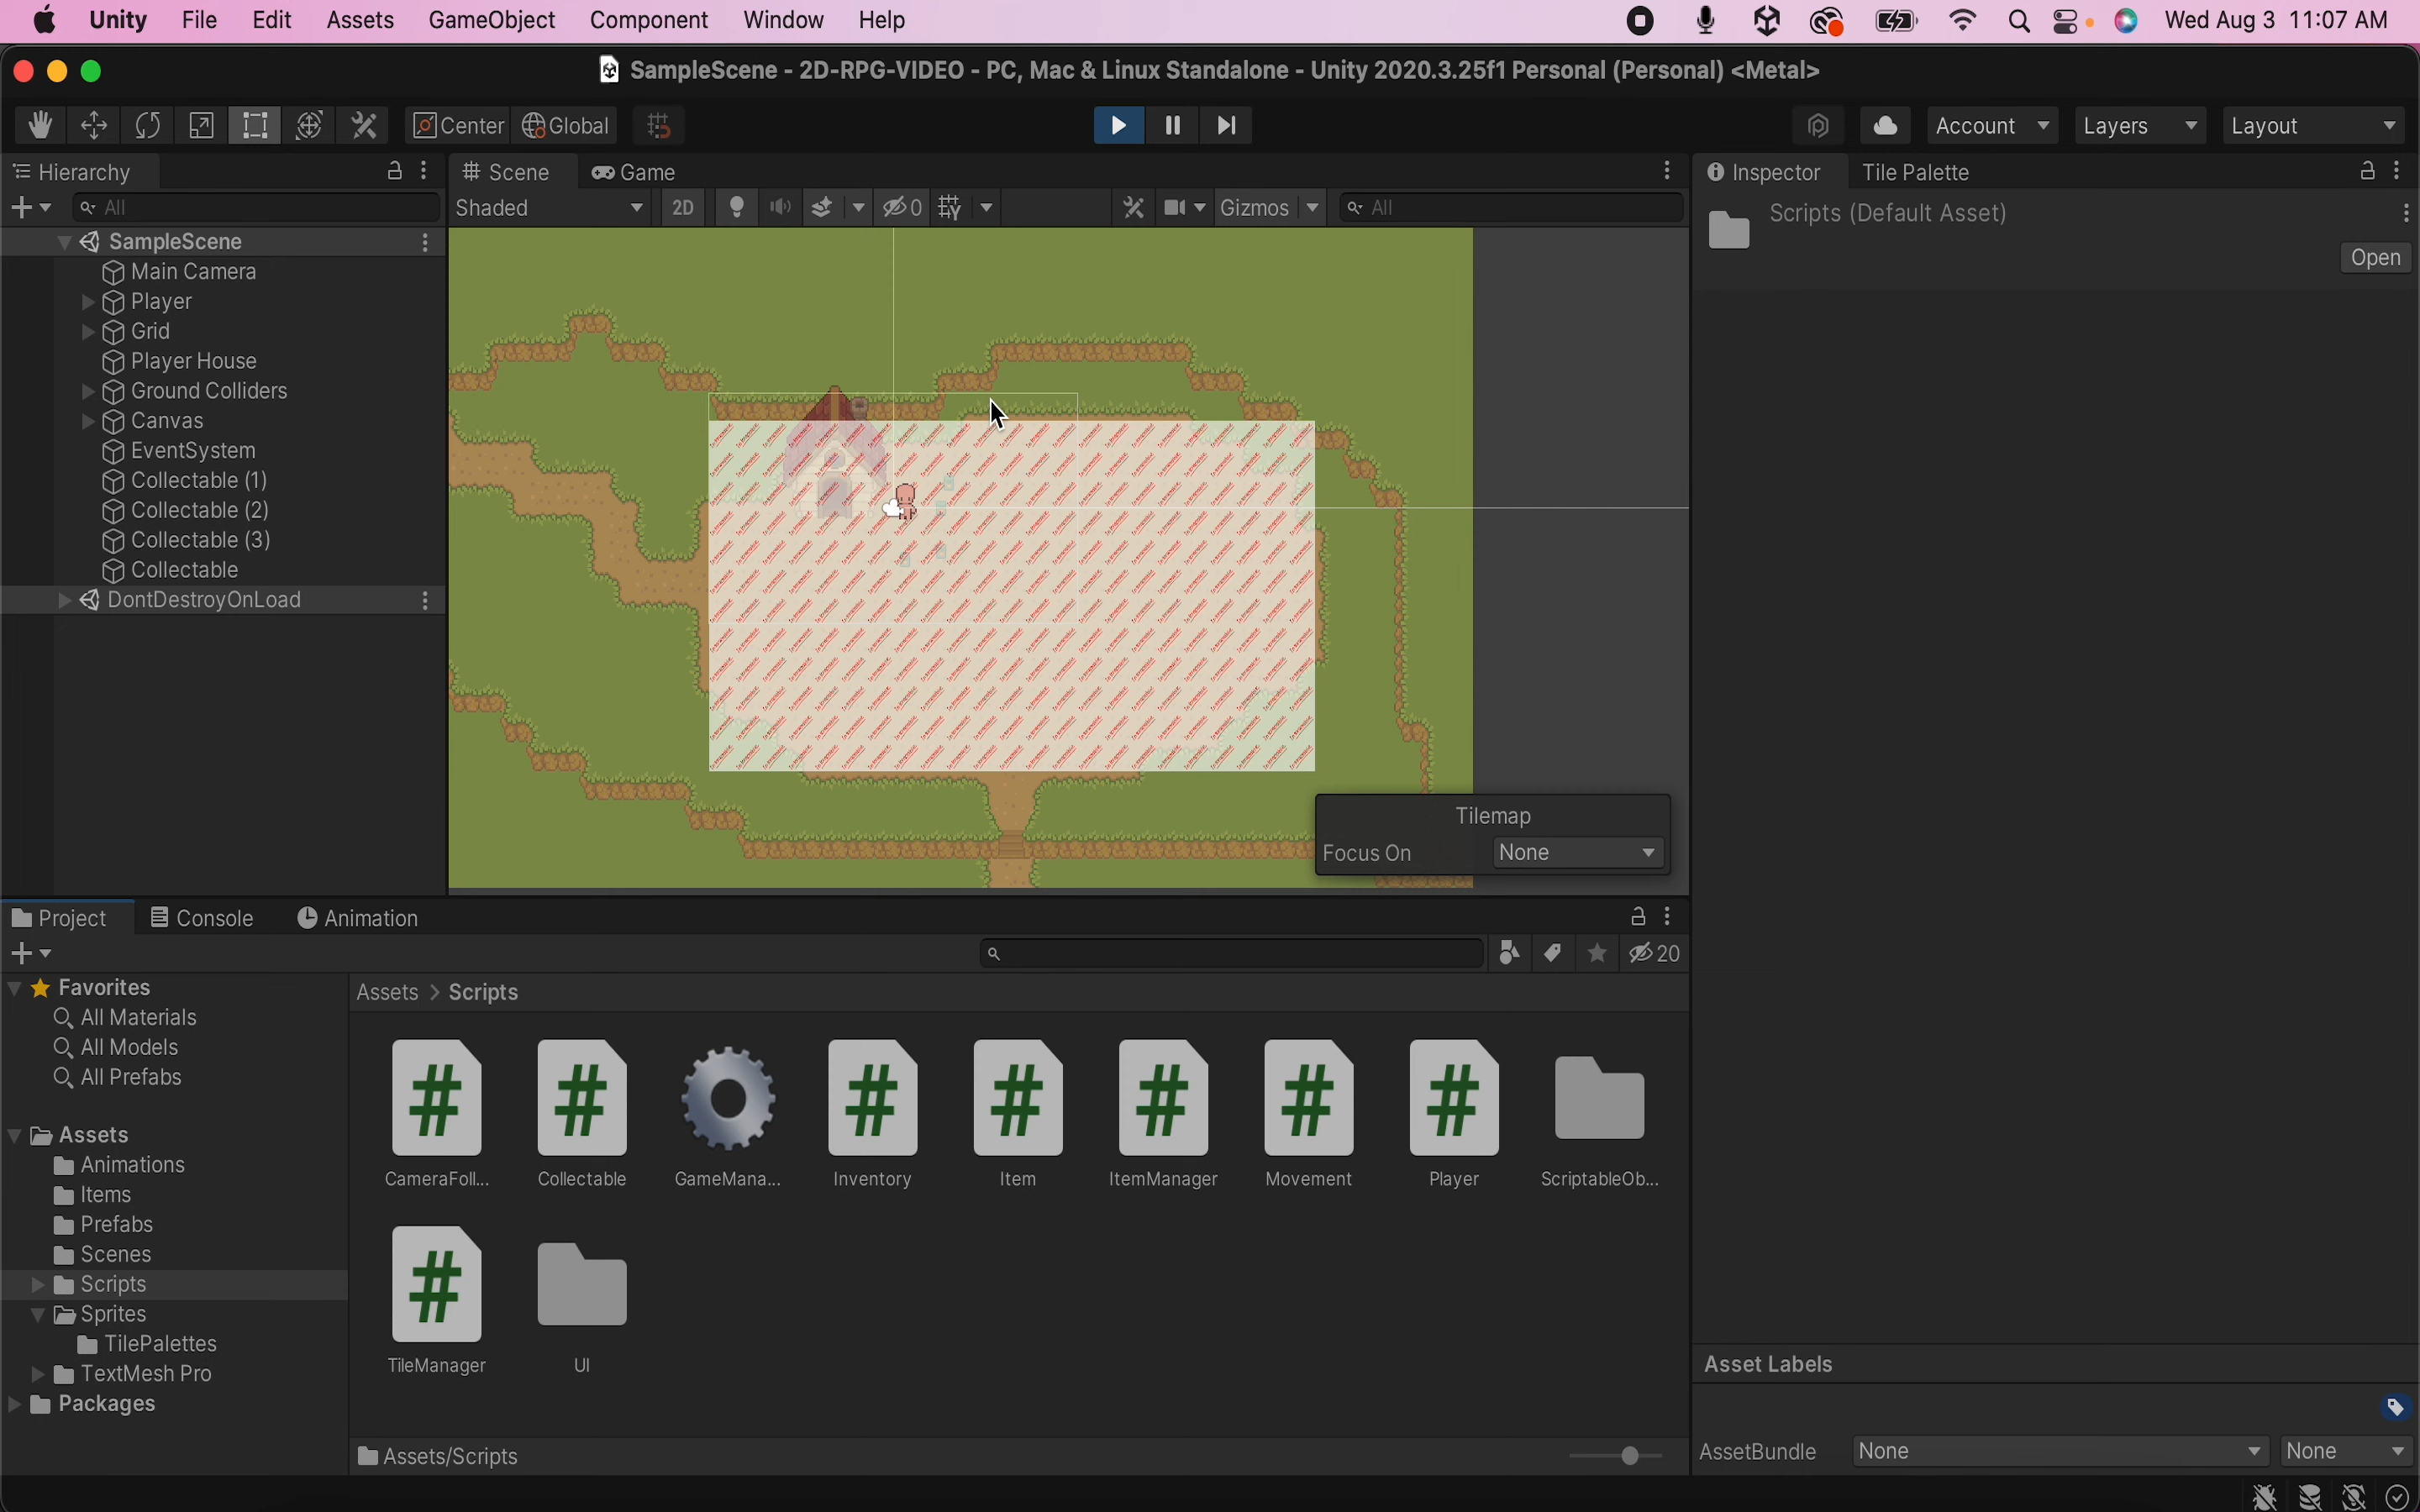 Unity File Edit Assets GameObject Component Window Help Wed Aug 3 11:07 AM
SampleScene - 2D-RPG-VIDEO - PC, Mac & Linux Standalone - Unity 2020.3.25f1 Personal (Personal) <Metal>
Center Global Account Layers Layout
Hierarchy
All
SampleScene
Main Camera
Player
Grid
Player House
Ground Colliders
Canvas
EventSystem
Collectable (1)
Collectable (2)
Collectable (3)
Collectable
DontDestroyOnLoad
Scene Game
Shaded 2D 0 Gizmos All
Tilemap
Focus On None
Inspector Tile Palette
Scripts (Default Asset)
Open
Project Console Animation
20
Favorites
All Materials
All Models
All Prefabs
Assets
Animations
Items
Prefabs
Scenes
Scripts
Sprites
TilePalettes
TextMesh Pro
Packages
Assets > Scripts
CameraFoll... Collectable GameMana... Inventory Item ItemManager Movement Player ScriptableOb...
TileManager UI
Assets/Scripts
Asset Labels
AssetBundle None None